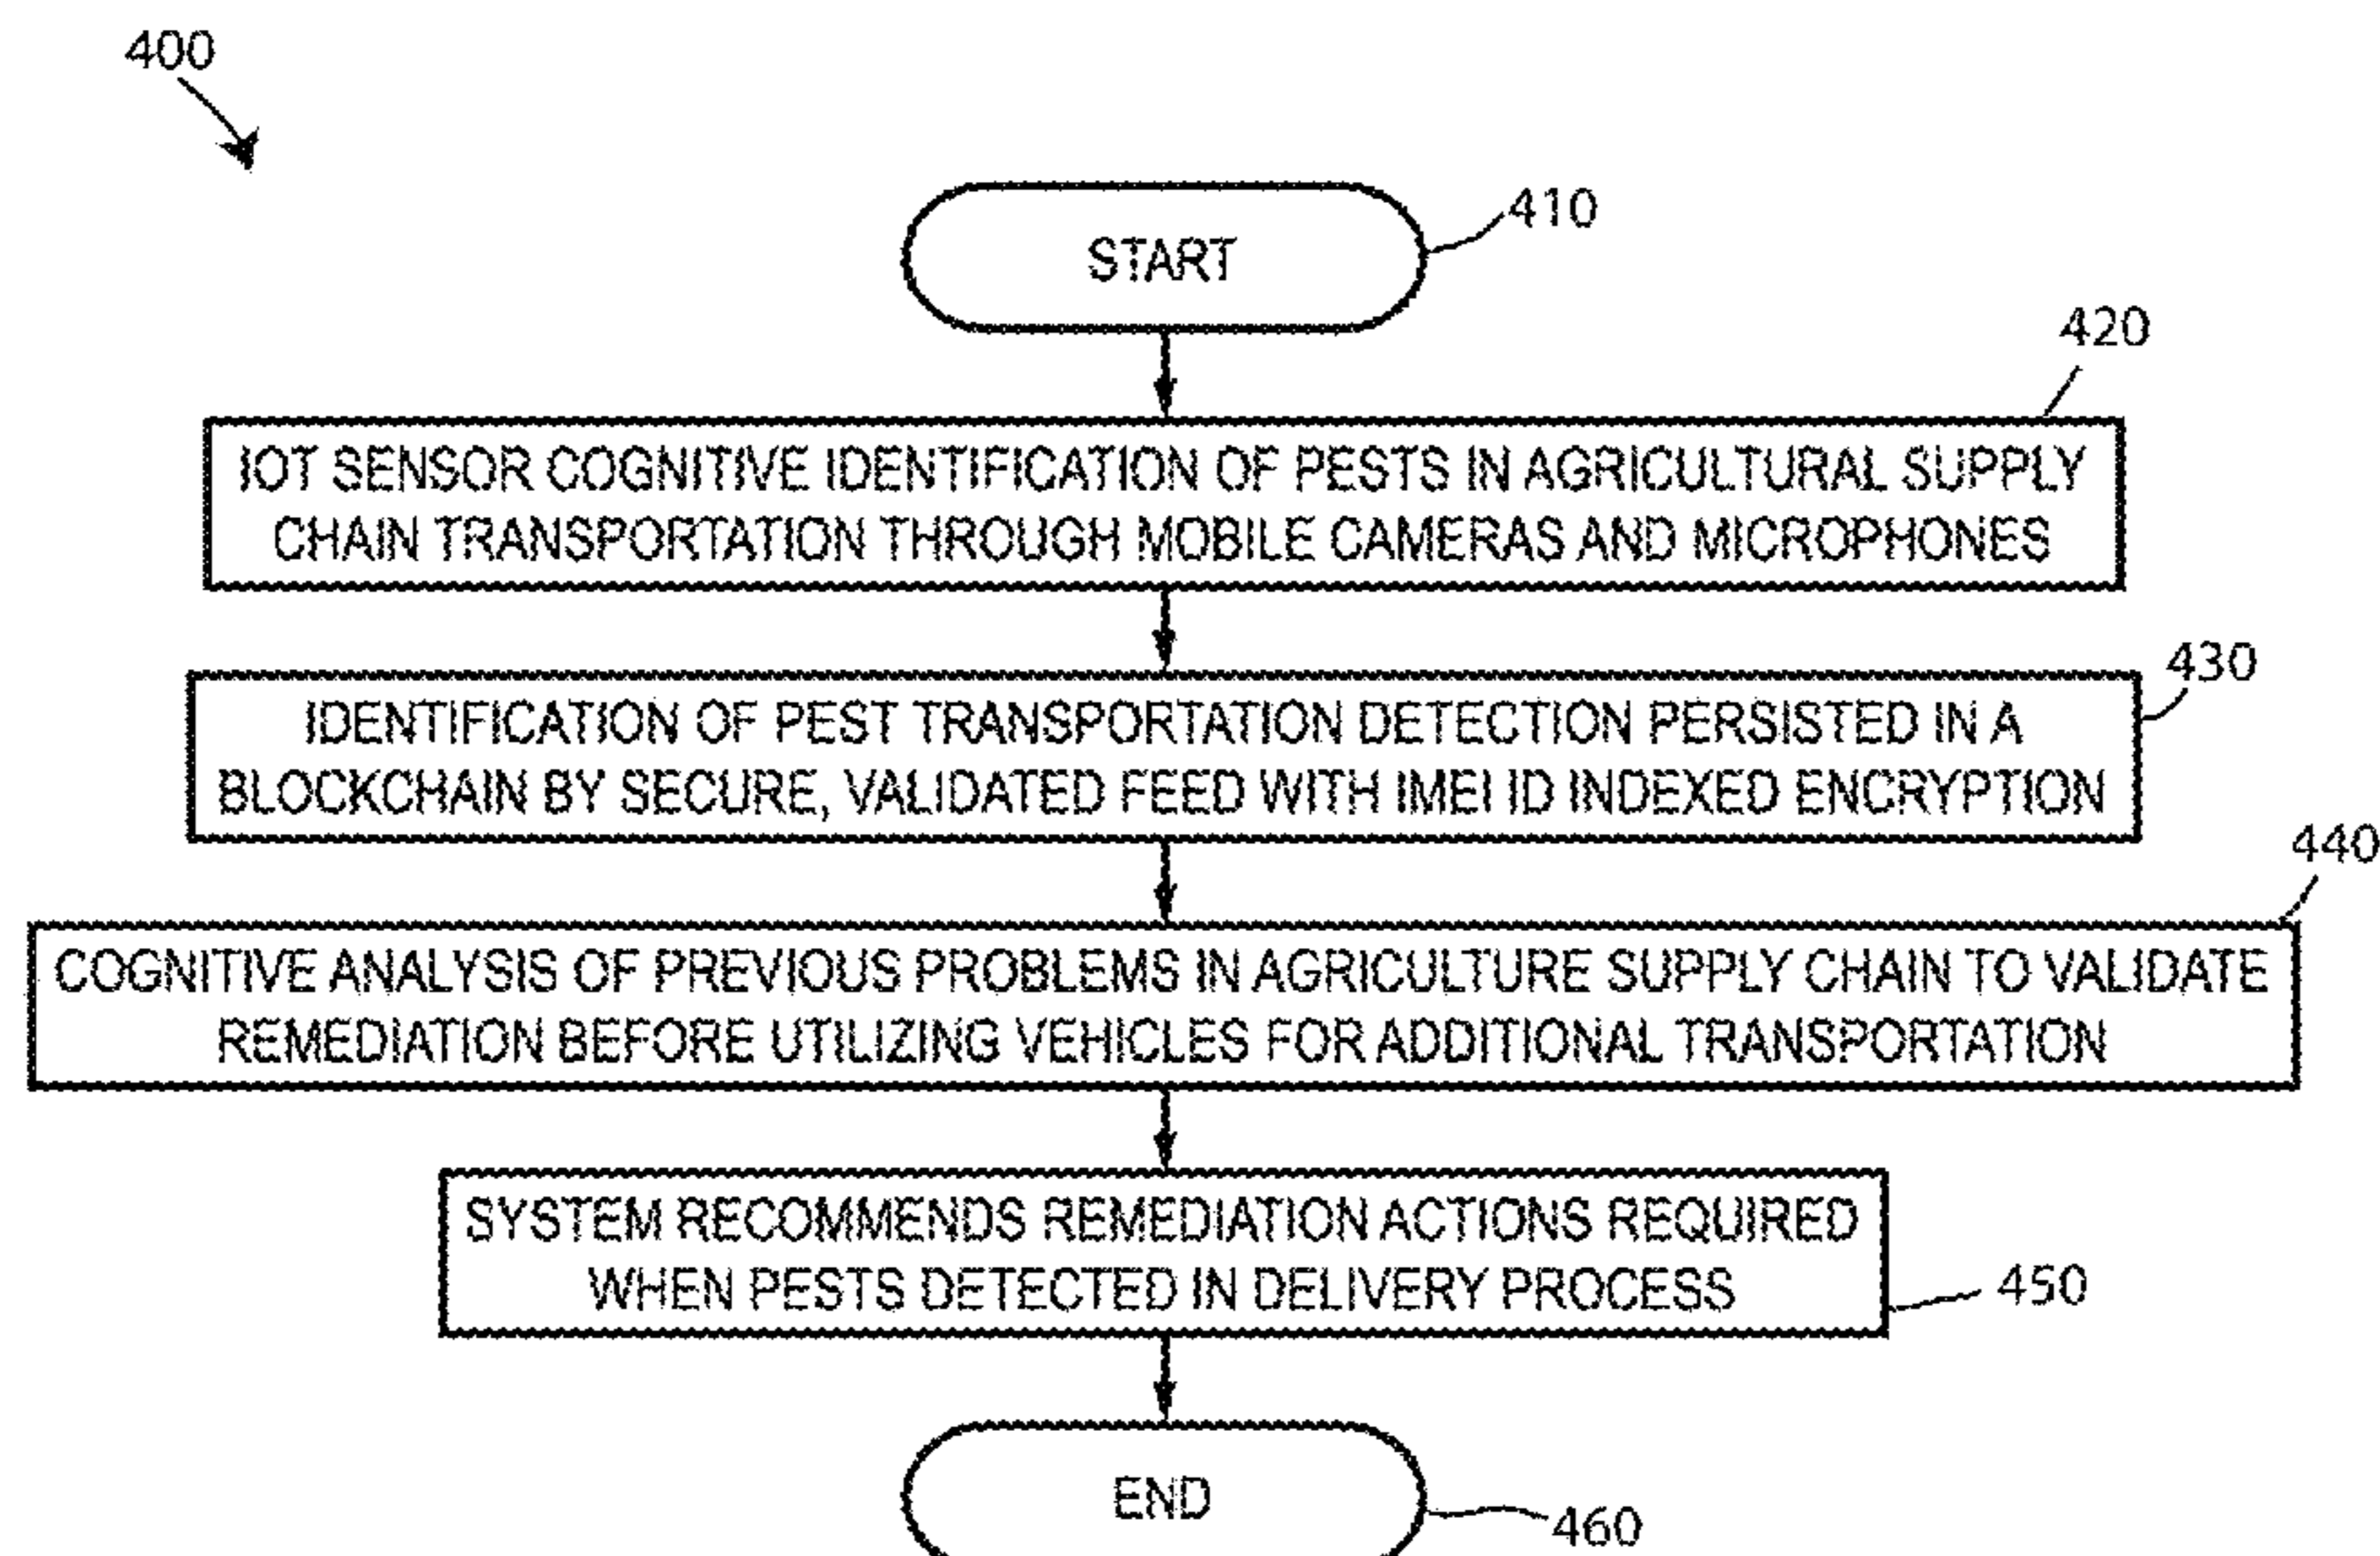 400
START
410
420
IOT SENSOR COGNITIVE IDENTIFICATION OF PESTS IN AGRICULTURAL SUPPLY
CHAIN TRANSPORTATION THROUGH MOBILE CAMERAS AND MICROPHONES
430
IDENTIFICATION OF PEST TRANSPORTATION DETECTION PERSISTED IN A
BLOCKCHAIN BY SECURE, VALIDATED FEED WITH IMEI ID INDEXED ENCRYPTION
440
COGNITIVE ANALYSIS OF PREVIOUS PROBLEMS IN AGRICULTURE SUPPLY CHAIN TO VALIDATE
REMEDIATION BEFORE UTILIZING VEHICLES FOR ADDITIONAL TRANSPORTATION
SYSTEM RECOMMENDS REMEDIATION ACTIONS REQUIRED
WHEN PESTS DETECTED IN DELIVERY PROCESS
450
END
460